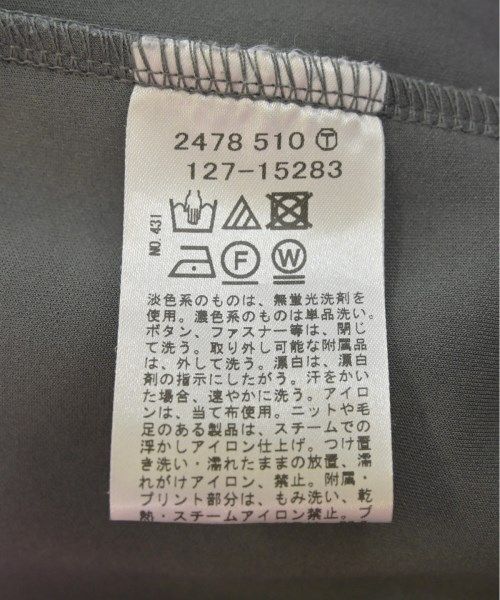 2478 510 Ⓣ
127-15283
NO.431
F W
淡色系のものは、無蛍光洗剤を
使用。濃色系のものは単品洗い。
ボタン、ファスナー等は、閉じ
て洗う。取り外し可能な附属品
は、外して洗う。漂白は、漂白
剤の指示にしたがう。汗をかい
た場合、速やかに洗う。アイロ
ンは、当て布使用。ニットや毛
足のある製品は、スチームでの
浮かしアイロン仕上げ。つけ置
き洗い・濡れたままの放置、濡
れがけアイロン、禁止。附属・
プリント部分は、もみ洗い、乾
熱・スチームアイロン禁止。プ